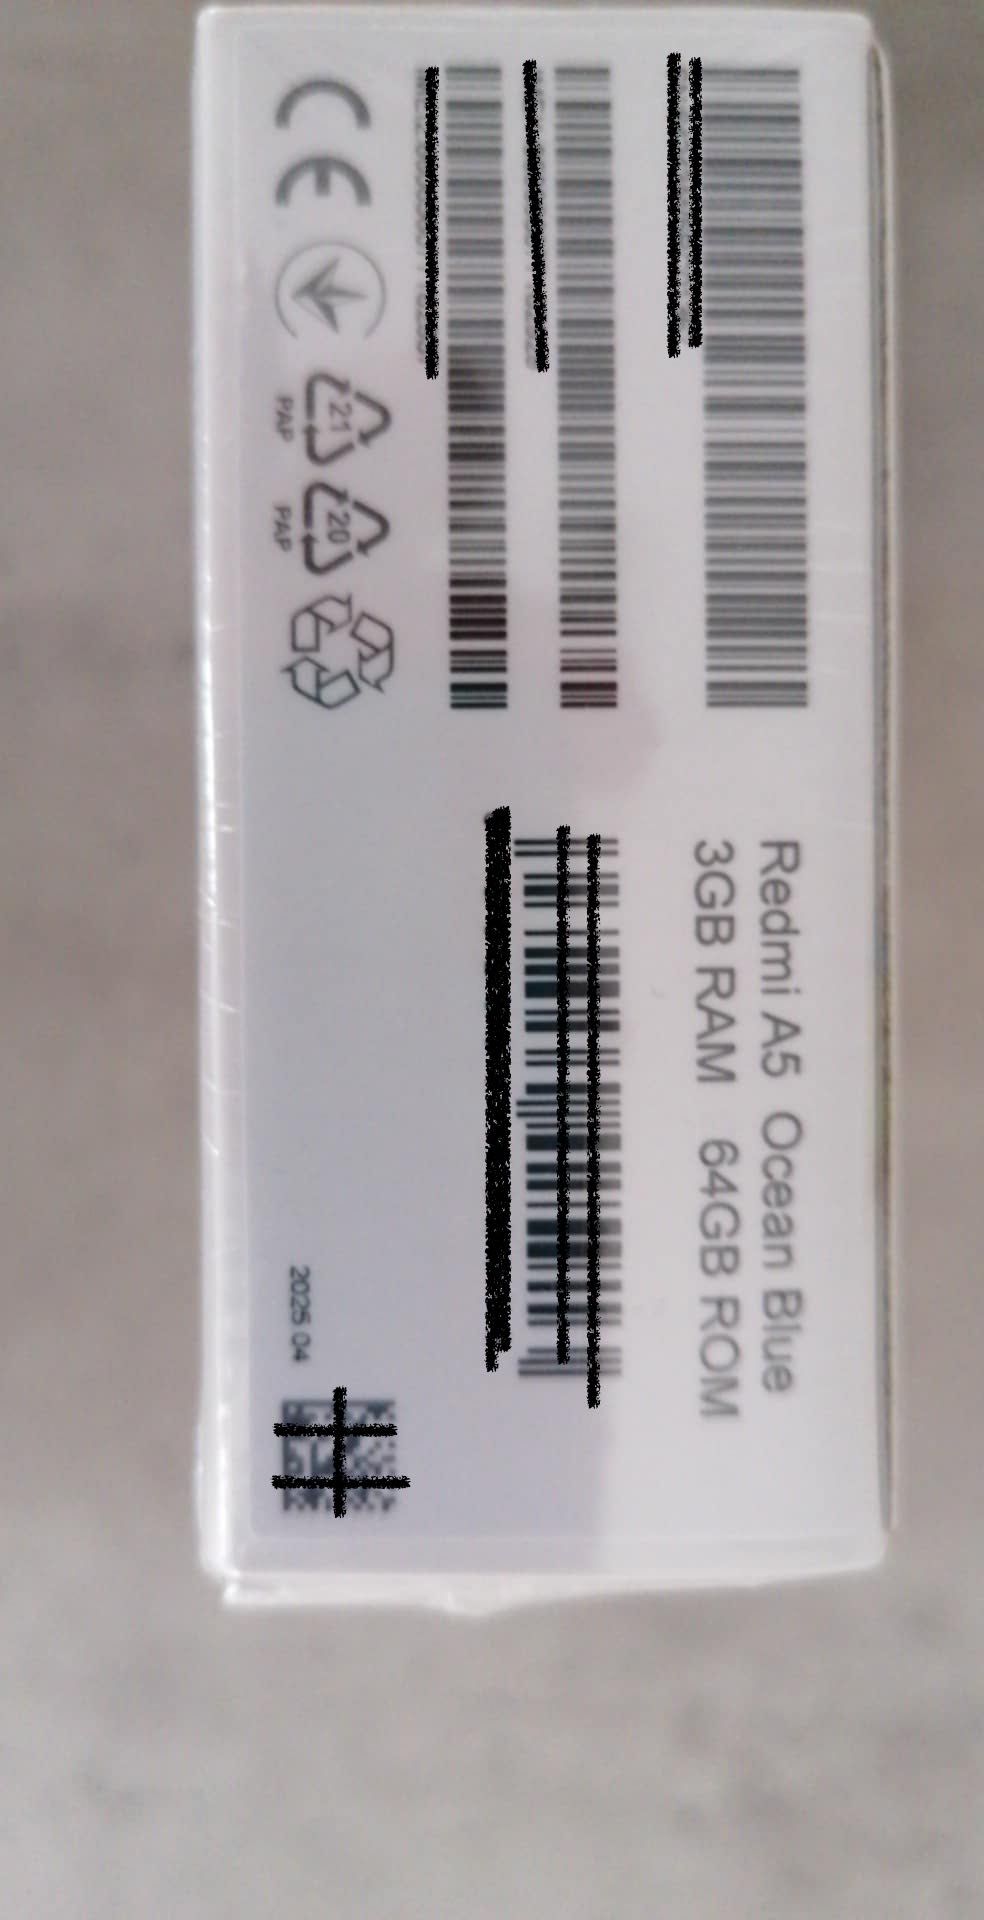 Redmi A5 Ocean Blue
3GB RAM 64GB ROM
CE
21
PAP
20
PAP
2025 04